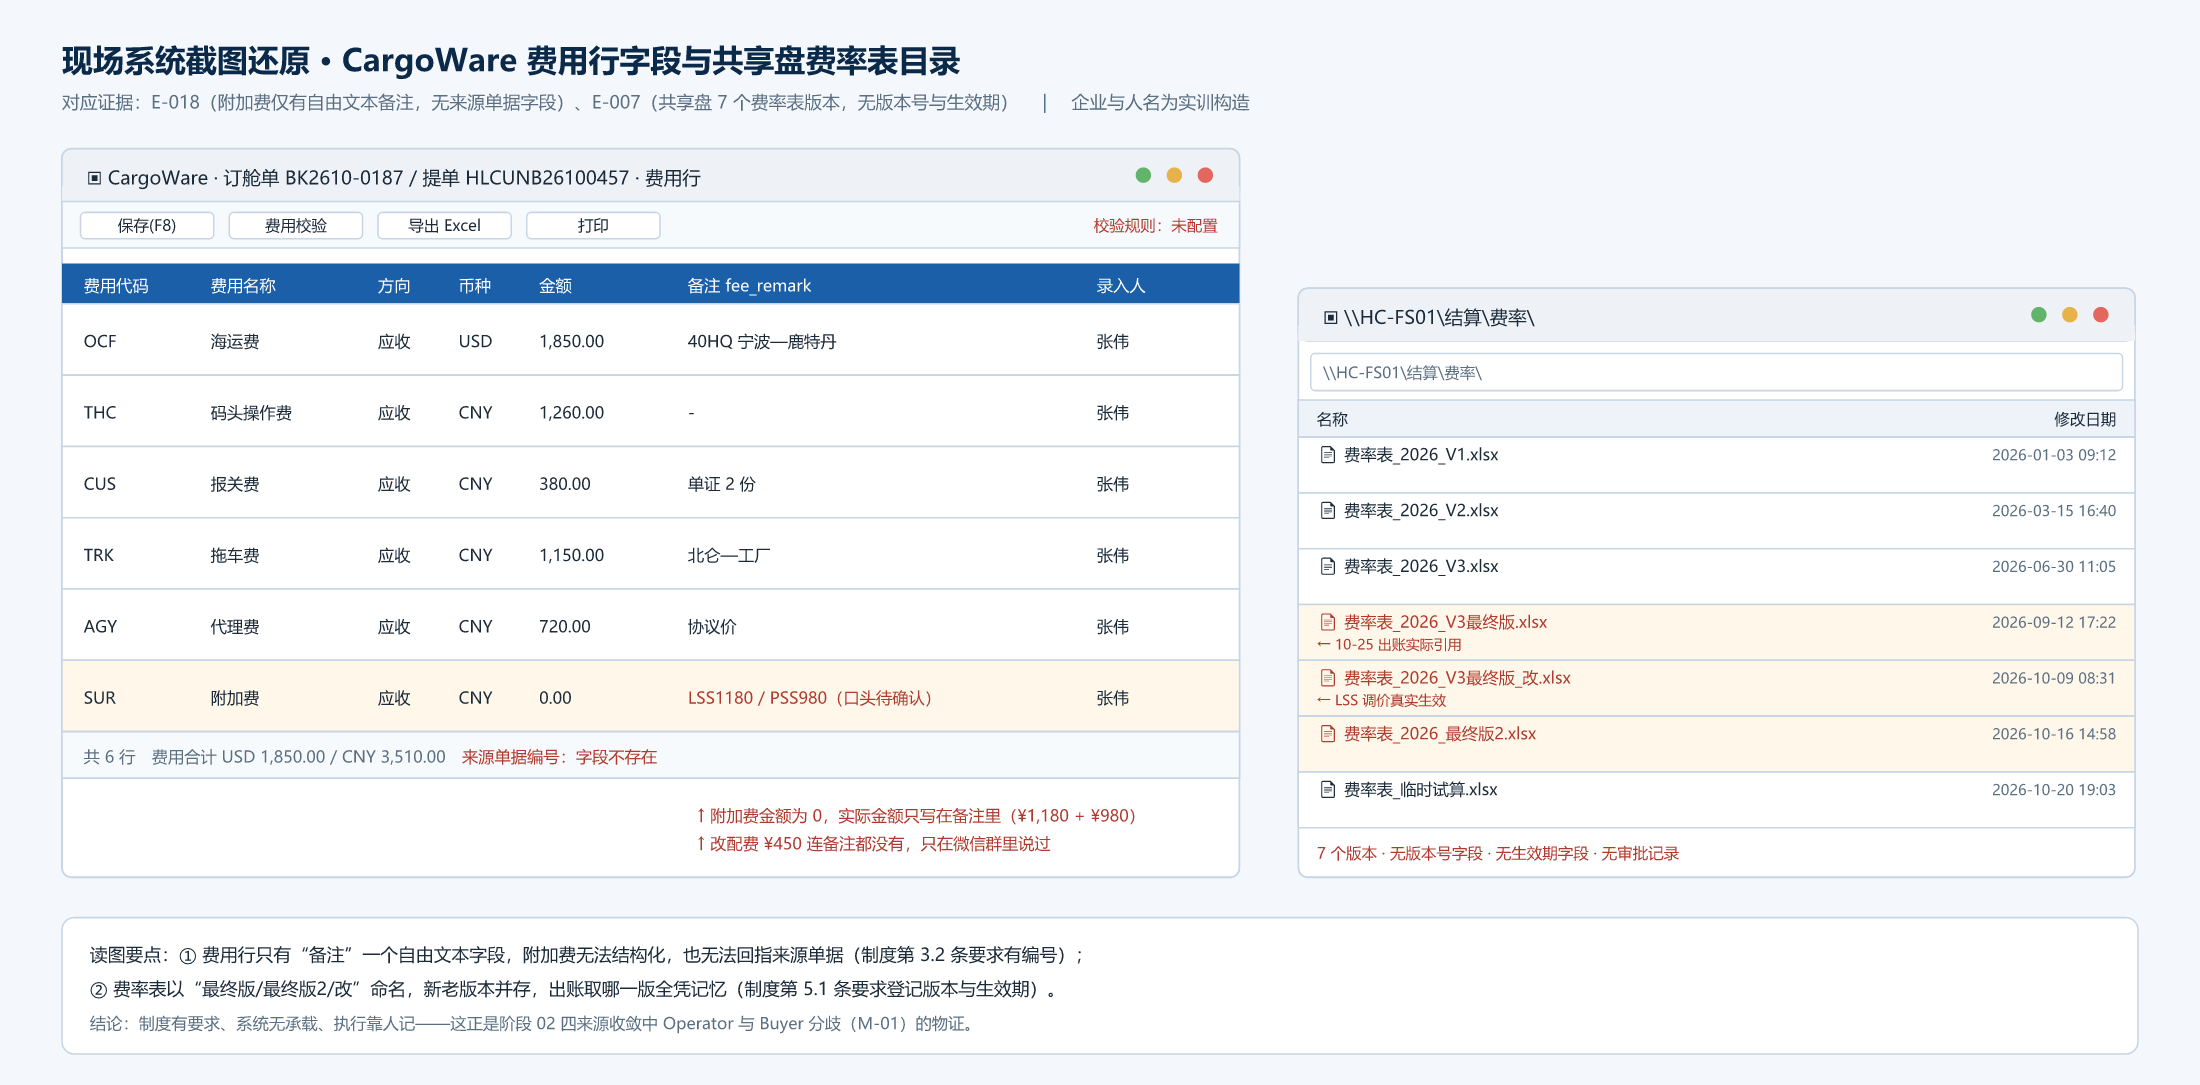 现场系统截图还原 • CargoWare 费用行字段与共享盘费率表目录
对应证据：E-018（附加费仅有自由文本备注，无来源单据字段）、E-007（共享盘 7 个费率表版本，无版本号与生效期） | 企业与人名为实训构造
▣ CargoWare · 订舱单 BK2610-0187 / 提单 HLCUNB26100457 · 费用行
保存(F8) 费用校验 导出 Excel 打印 校验规则：未配置
费用代码 费用名称 方向 币种 金额 备注 fee_remark 录入人
OCF 海运费 应收 USD 1,850.00 40HQ 宁波—鹿特丹 张伟
THC 码头操作费 应收 CNY 1,260.00 - 张伟
CUS 报关费 应收 CNY 380.00 单证 2 份 张伟
TRK 拖车费 应收 CNY 1,150.00 北仑—工厂 张伟
AGY 代理费 应收 CNY 720.00 协议价 张伟
SUR 附加费 应收 CNY 0.00 LSS1180 / PSS980（口头待确认） 张伟
共 6 行 费用合计 USD 1,850.00 / CNY 3,510.00 来源单据编号：字段不存在
↑ 附加费金额为 0，实际金额只写在备注里（¥1,180 + ¥980）
↑ 改配费 ¥450 连备注都没有，只在微信群里说过
▣ \\HC-FS01\结算\费率\
\\HC-FS01\结算\费率\
名称 修改日期
费率表_2026_V1.xlsx 2026-01-03 09:12
费率表_2026_V2.xlsx 2026-03-15 16:40
费率表_2026_V3.xlsx 2026-06-30 11:05
费率表_2026_V3最终版.xlsx 2026-09-12 17:22
← 10-25 出账实际引用
费率表_2026_V3最终版_改.xlsx 2026-10-09 08:31
← LSS 调价真实生效
费率表_2026_最终版2.xlsx 2026-10-16 14:58
费率表_临时试算.xlsx 2026-10-20 19:03
7 个版本 · 无版本号字段 · 无生效期字段 · 无审批记录
读图要点：① 费用行只有“备注”一个自由文本字段，附加费无法结构化，也无法回指来源单据（制度第 3.2 条要求有编号）；
② 费率表以“最终版/最终版2/改”命名，新老版本并存，出账取哪一版全凭记忆（制度第 5.1 条要求登记版本与生效期）。
结论：制度有要求、系统无承载、执行靠人记——这正是阶段 02 四来源收敛中 Operator 与 Buyer 分歧（M-01）的物证。